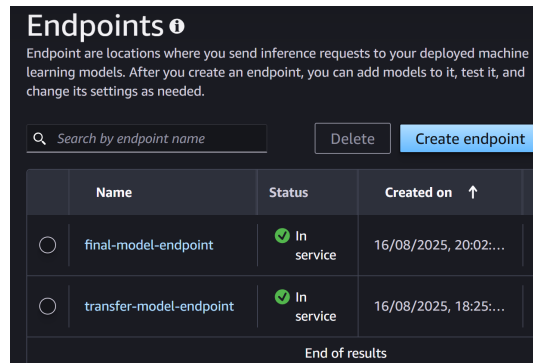 Endpoints
Endpoint are locations where you send inference requests to your deployed machine
learning models. After you create an endpoint, you can add models to it, test it, and
change its settings as needed.
Search by endpoint name
Delete
Create endpoint
Name Status Created on ↑
final-model-endpoint In service 16/08/2025, 20:02:...
transfer-model-endpoint In service 16/08/2025, 18:25:...
End of results